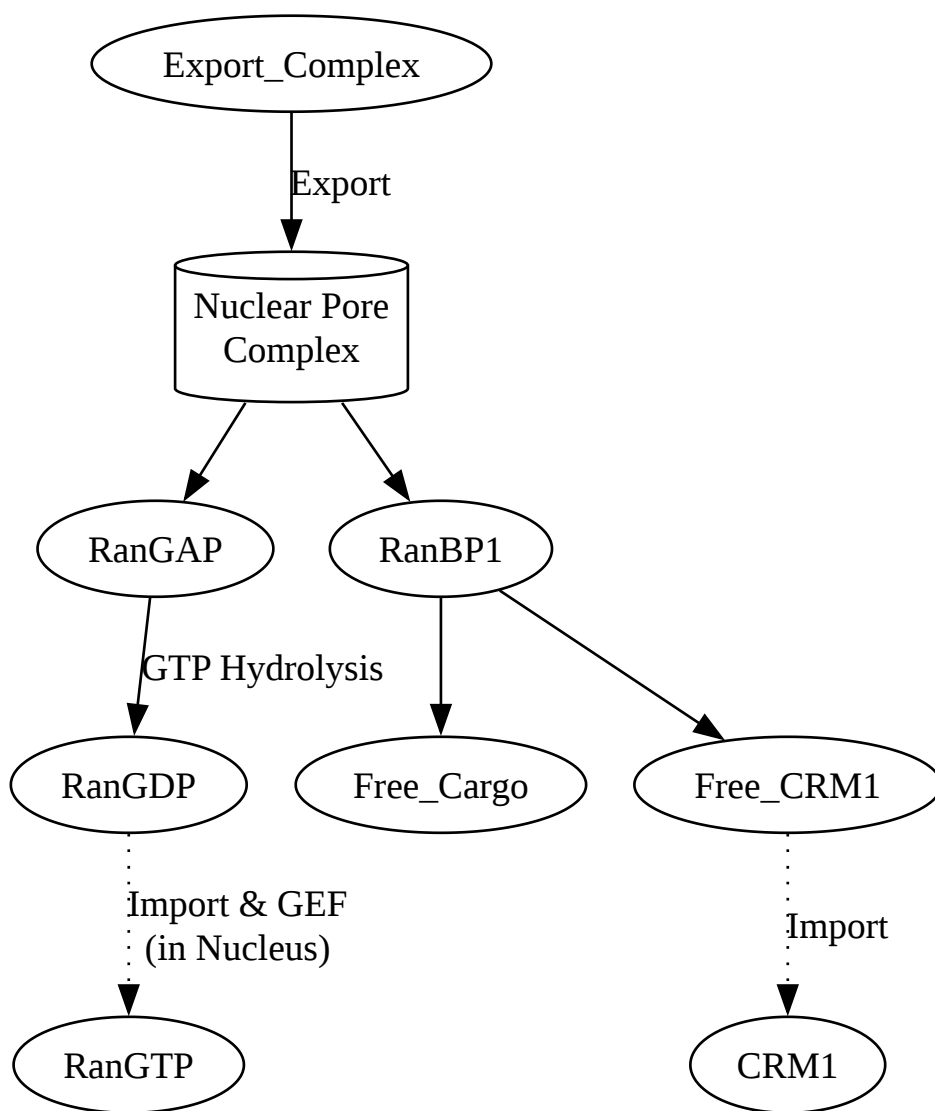 Export_Complex
Export
Nuclear Pore
Complex
RanGAP
RanBP1
GTP Hydrolysis
RanGDP
Free_Cargo
Free_CRM1
Import & GEF
(in Nucleus)
Import
RanGTP
CRM1